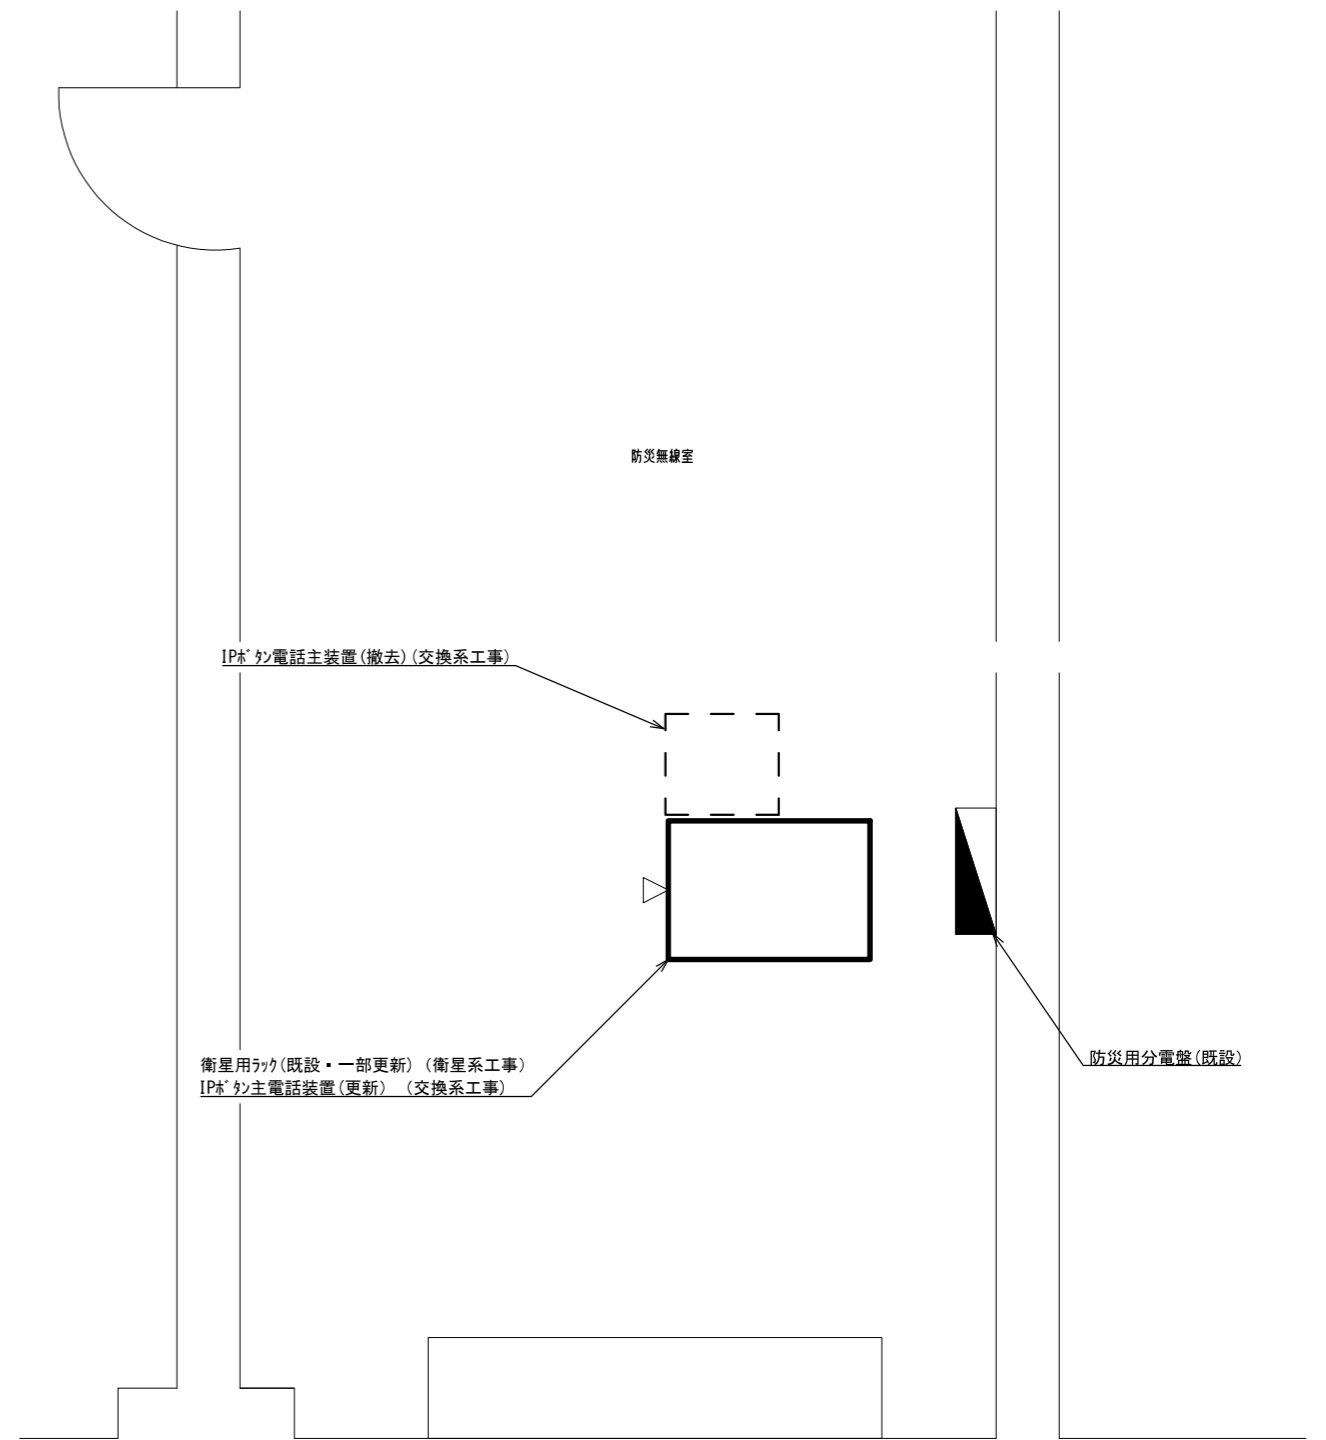 防災無線室
IPﾎﾞﾀﾝ電話主装置(撤去)(交換系工事)
衛星用ﾗｯｸ(既設・一部更新) (衛星系工事)
IPﾎﾞﾀﾝ主電話装置(更新) (交換系工事)
防災用分電盤(既設)